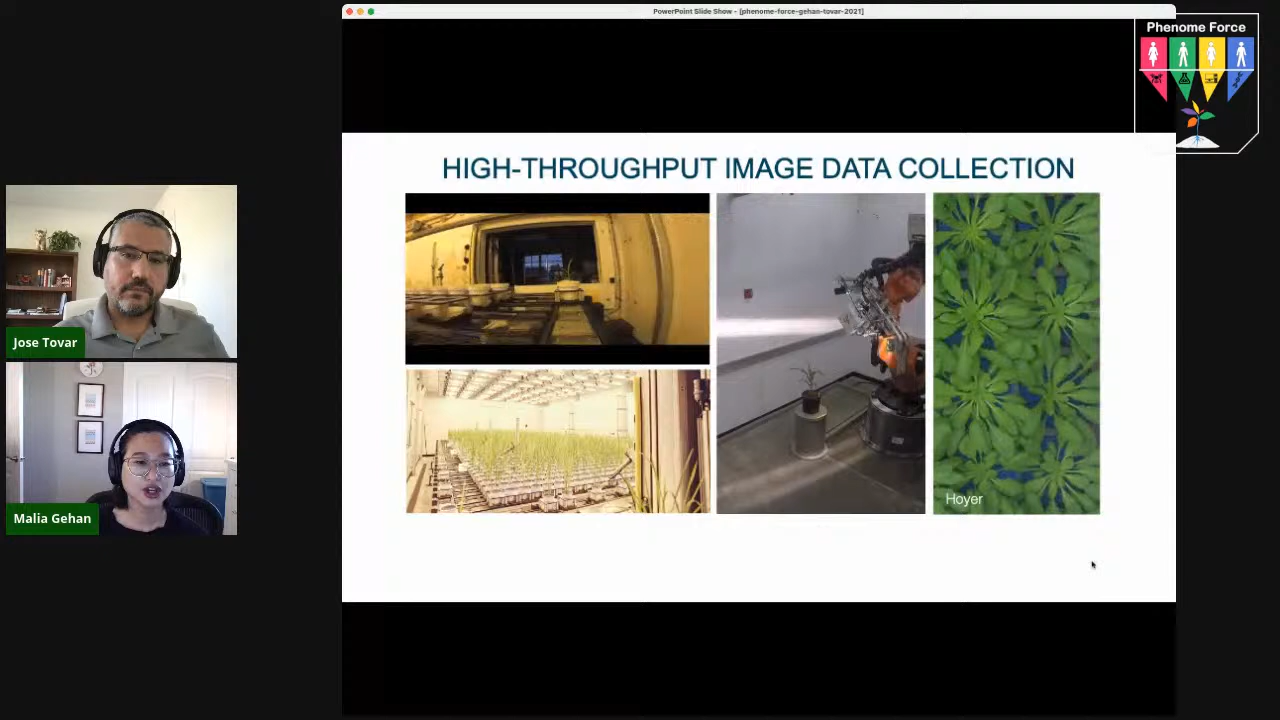 PowerPoint Slide Show - [phenome-force-gehan-tovar-2021]
Phenome Force
HIGH-THROUGHPUT IMAGE DATA COLLECTION
Jose Tovar
Malia Gehan
Hoyer